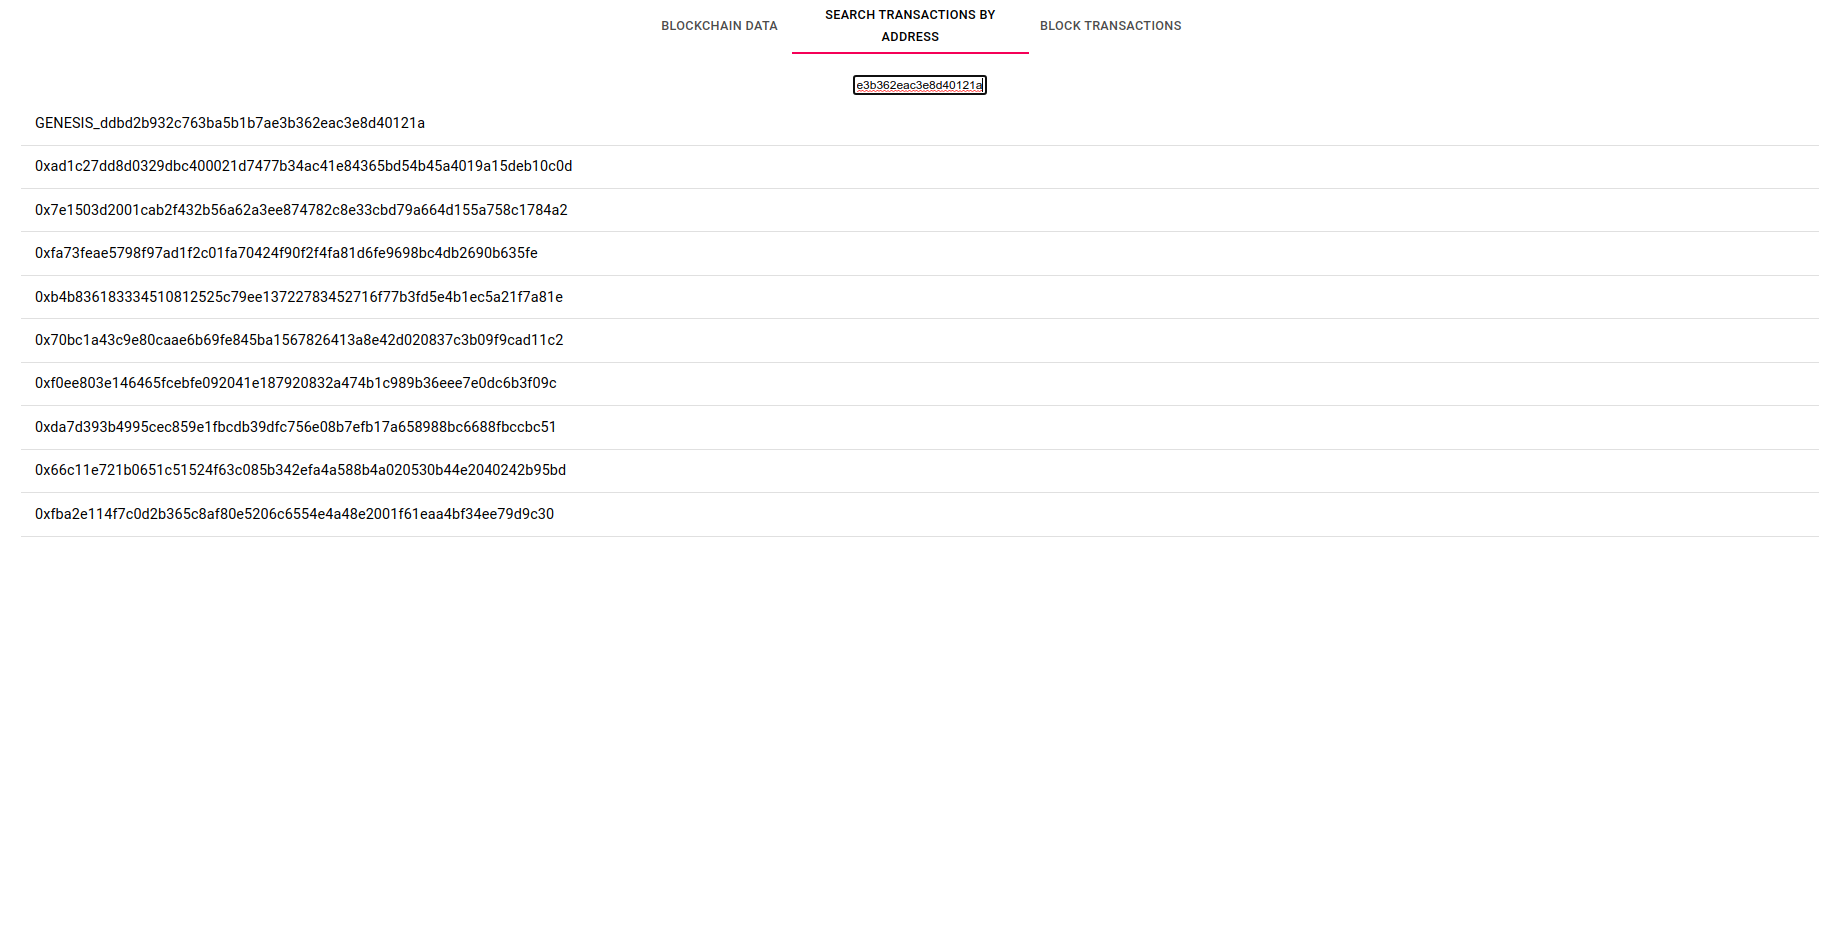 BLOCKCHAIN DATA
SEARCH TRANSACTIONS BY
ADDRESS
BLOCK TRANSACTIONS
e3b362eac3e8d40121a
GENESIS_ddbd2b932c763ba5b1b7ae3b362eac3e8d40121a
0xad1c27dd8d0329dbc400021d7477b34ac41e84365bd54b45a4019a15deb10c0d
0x7e1503d2001cab2f432b56a62a3ee874782c8e33cbd79a664d155a758c1784a2
0xfa73feae5798f97ad1f2c01fa70424f90f2f4fa81d6fe9698bc4db2690b635fe
0xb4b836183334510812525c79ee13722783452716f77b3fd5e4b1ec5a21f7a81e
0x70bc1a43c9e80caae6b69fe845ba1567826413a8e42d020837c3b09f9cad11c2
0xf0ee803e146465fcebfe092041e187920832a474b1c989b36eee7e0dc6b3f09c
0xda7d393b4995cec859e1fbcdb39dfc756e08b7efb17a658988bc6688fbccbc51
0x66c11e721b0651c51524f63c085b342efa4a588b4a020530b44e2040242b95bd
0xfba2e114f7c0d2b365c8af80e5206c6554e4a48e2001f61eaa4bf34ee79d9c30